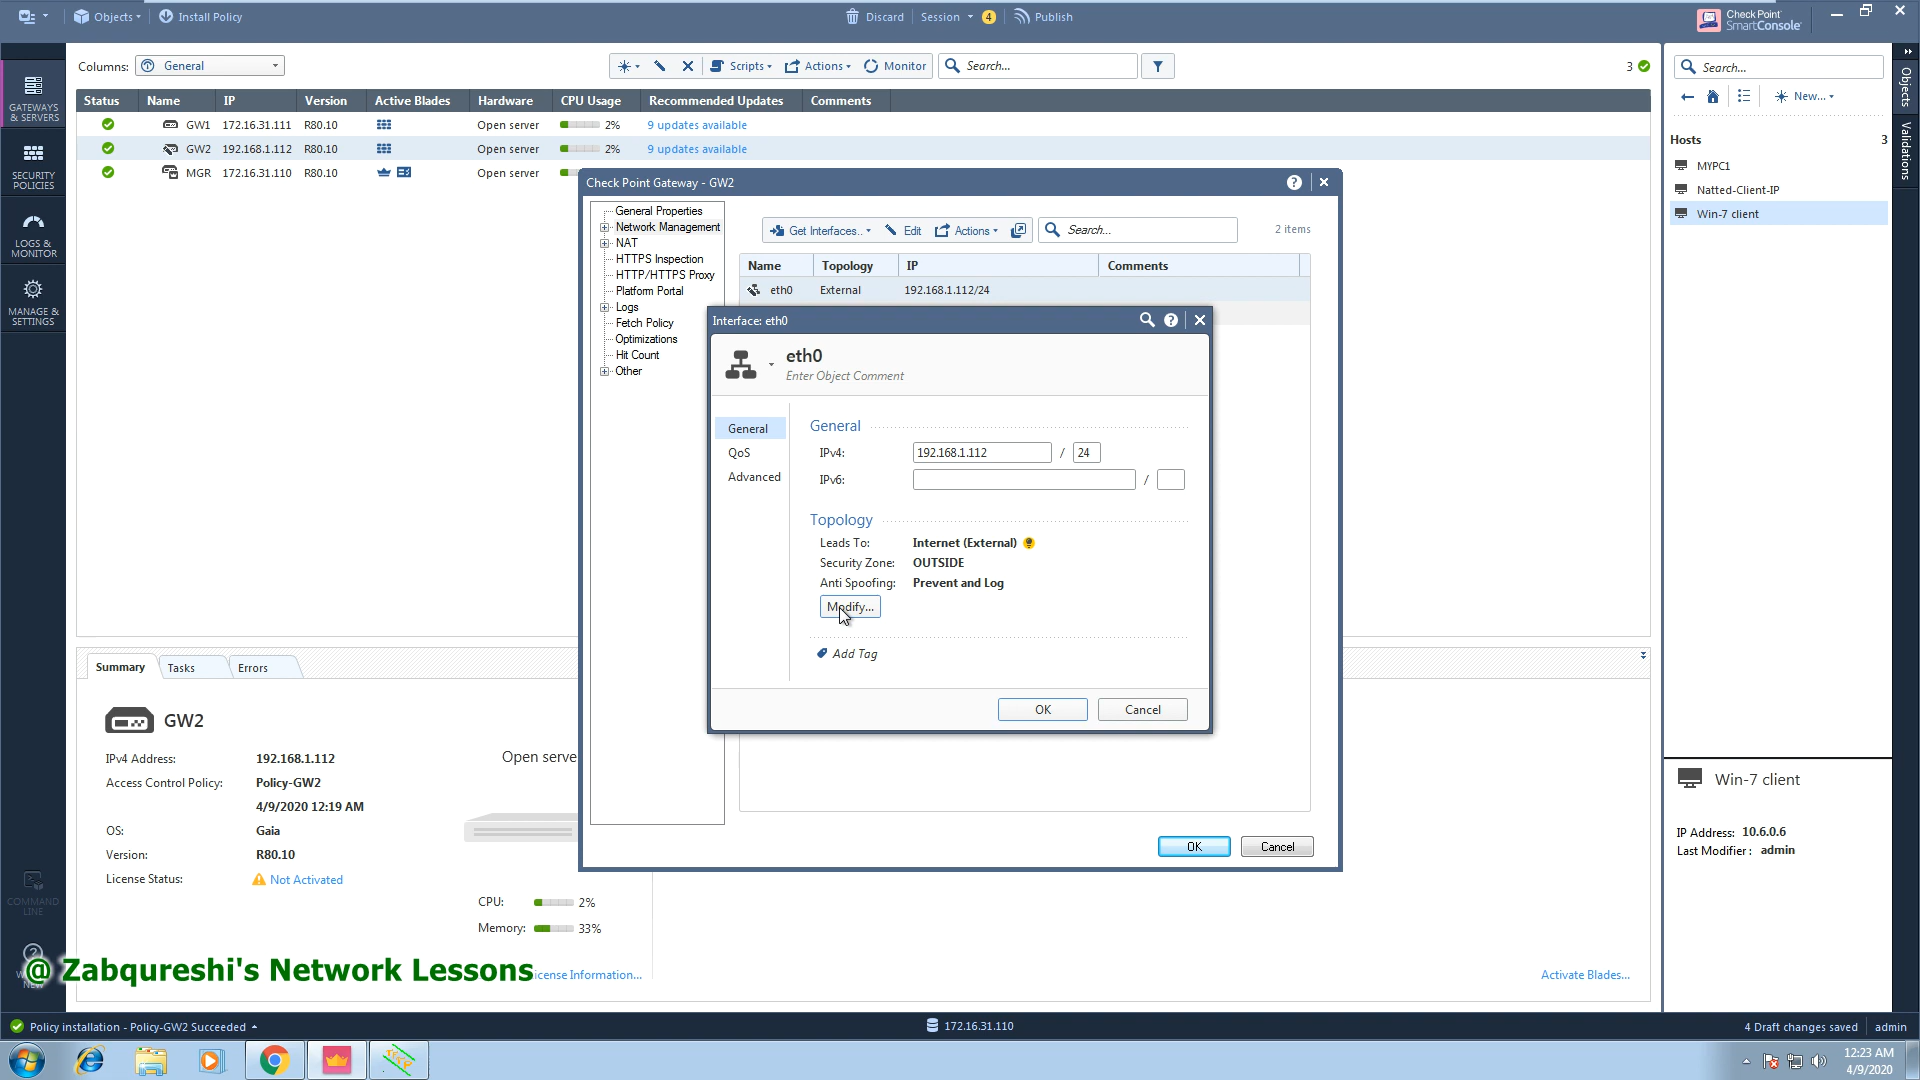 Objects
Install Policy
Discard
Session
4
Publish
Check Point
SmartConsole
Columns:
General
Scripts
Actions
Monitor
Search...
3
Search...
New...
Objects
Validations
GATEWAYS
& SERVERS
SECURITY
POLICIES
LOGS &
MONITOR
MANAGE &
SETTINGS
COMMAND
LINE
Status Name IP Version Active Blades Hardware CPU Usage Recommended Updates Comments
GW1 172.16.31.111 R80.10 Open server 2% 9 updates available
GW2 192.168.1.112 R80.10 Open server 2% 9 updates available
MGR 172.16.31.110 R80.10 Open server
Hosts 3
MYPC1
Natted-Client-IP
Win-7 client
Check Point Gateway - GW2
General Properties
Network Management
NAT
HTTPS Inspection
HTTP/HTTPS Proxy
Platform Portal
Logs
Fetch Policy
Optimizations
Hit Count
Other
Get Interfaces..
Edit
Actions
Search...
2 items
Name Topology IP Comments
eth0 External 192.168.1.112/24
Interface: eth0
eth0
Enter Object Comment
General
QoS
Advanced
General
IPv4: 192.168.1.112 / 24
IPv6: /
Topology
Leads To: Internet (External)
Security Zone: OUTSIDE
Anti Spoofing: Prevent and Log
Modify...
Add Tag
OK
Cancel
OK
Cancel
Summary
Tasks
Errors
GW2
IPv4 Address: 192.168.1.112
Access Control Policy: Policy-GW2
4/9/2020 12:19 AM
OS: Gaia
Version: R80.10
License Status: Not Activated
Open serve
CPU: 2%
Memory: 33%
icense Information...
Activate Blades...
Win-7 client
IP Address: 10.6.0.6
Last Modifier: admin
@ Zabqureshi's Network Lessons
Policy installation - Policy-GW2 Succeeded
172.16.31.110
4 Draft changes saved
admin
12:23 AM
4/9/2020